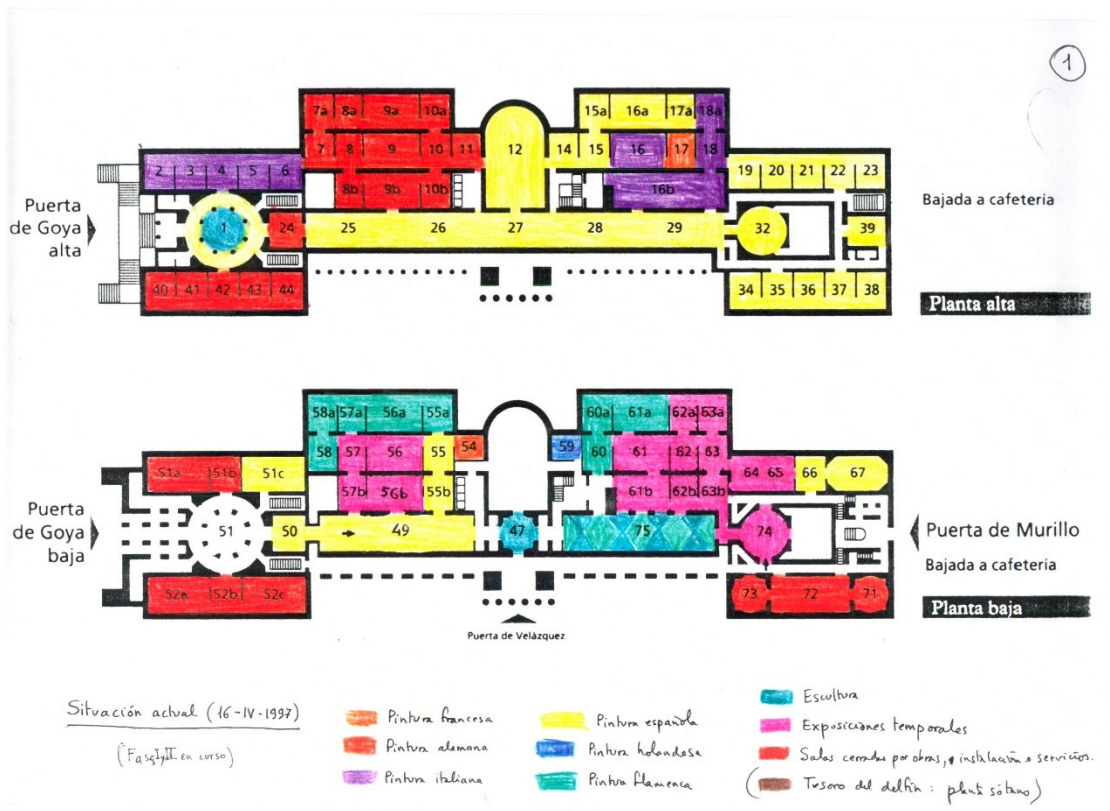 1
7a 8a 9a 10a 15a 16a 17a 18a
7 8 9 10 11 12 14 15 16 17 18
2 3 4 5 6 8b 9b 10b 16b 19 20 21 22 23
Puerta
de Goya
alta
Bajada a cafetería
1 24 25 26 27 28 29 32 39
40 41 42 43 44 34 35 36 37 38
Planta alta
58a 57a 56a 55a 60a 61a 62a 63a
58 57 56 55 54 59 60 61 62 63
51a 51b 51c 57b 56b 55b 61b 62b 63b 64 65 66 67
Puerta
de Goya
baja
51 50 49 47 75 74
Puerta de Murillo
Bajada a cafetería
52a 52b 52c 73 72 71
Planta baja
Puerta de Velázquez
Situación actual (16-IV-1997)
(Fases I y II en curso)
Pintura francesa
Pintura alemana
Pintura italiana
Pintura española
Pintura holandesa
Pintura flamenca
Escultura
Exposiciones temporales
Salas cerradas por obras, instalación o servicios.
(Tesoro del delfín: planta sótano)